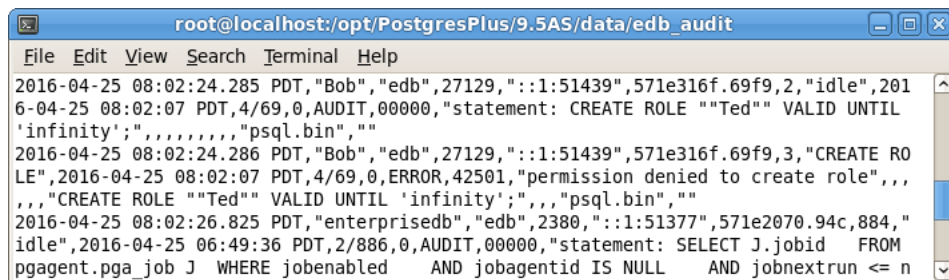 root@localhost:/opt/PostgresPlus/9.5AS/data/edb_audit
File Edit View Search Terminal Help
2016-04-25 08:02:24.285 PDT,"Bob","edb",27129,"::1:51439",571e316f.69f9,2,"idle",201
6-04-25 08:02:07 PDT,4/69,0,AUDIT,00000,"statement: CREATE ROLE ""Ted"" VALID UNTIL
'infinity';",,,,,,,,,"psql.bin",""
2016-04-25 08:02:24.286 PDT,"Bob","edb",27129,"::1:51439",571e316f.69f9,3,"CREATE RO
LE",2016-04-25 08:02:07 PDT,4/69,0,ERROR,42501,"permission denied to create role",,,
,,,"CREATE ROLE ""Ted"" VALID UNTIL 'infinity';",,,"psql.bin",""
2016-04-25 08:02:26.825 PDT,"enterprisedb","edb",2380,"::1:51377",571e2070.94c,884,"
idle",2016-04-25 06:49:36 PDT,2/886,0,AUDIT,00000,"statement: SELECT J.jobid   FROM
pgagent.pga_job J  WHERE jobenabled    AND jobagentid IS NULL    AND jobnextrun <= n